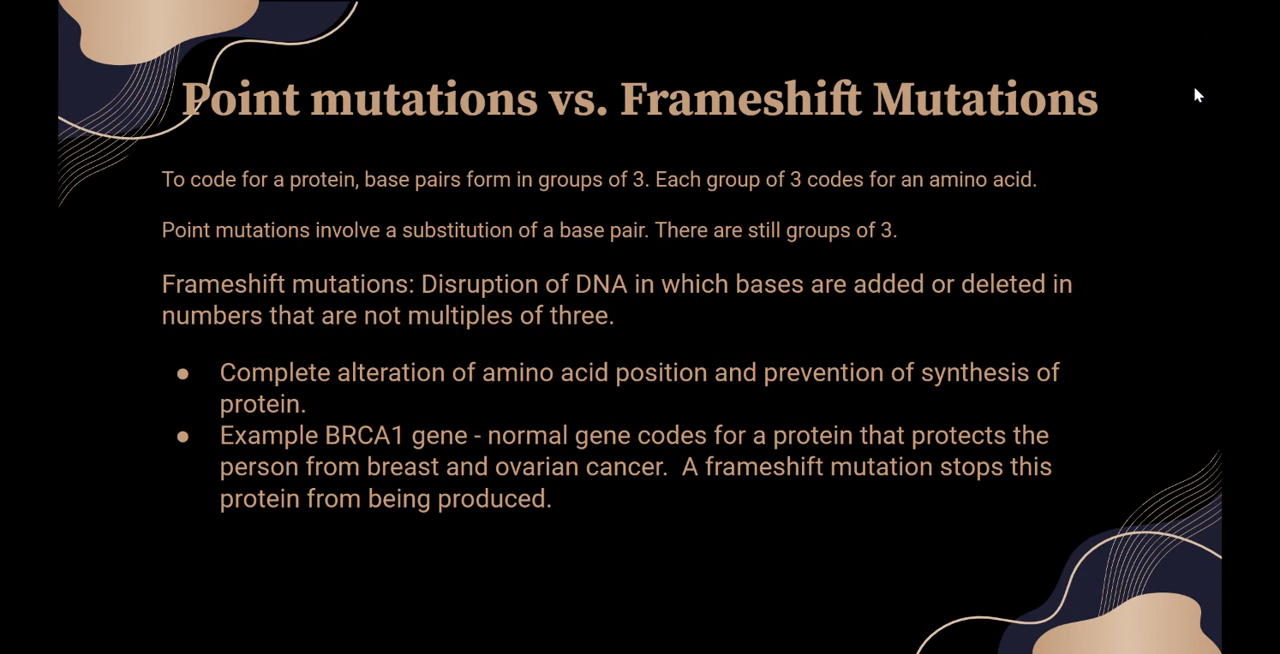 Point mutations vs. Frameshift Mutations
To code for a protein, base pairs form in groups of 3. Each group of 3 codes for an amino acid.
Point mutations involve a substitution of a base pair. There are still groups of 3.
Frameshift mutations: Disruption of DNA in which bases are added or deleted in
numbers that are not multiples of three.
● Complete alteration of amino acid position and prevention of synthesis of
protein.
● Example BRCA1 gene - normal gene codes for a protein that protects the
person from breast and ovarian cancer.  A frameshift mutation stops this
protein from being produced.